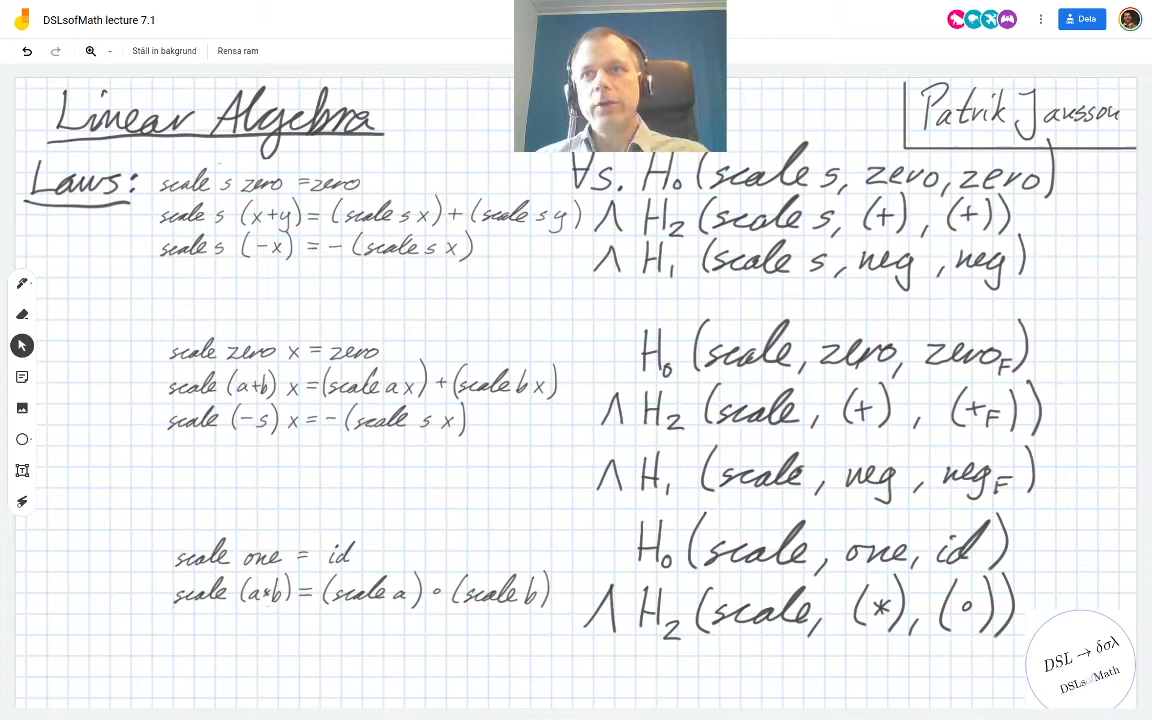 DSLsofMath lecture 7.1
Dela
Ställ in bakgrund
Rensa ram
Linear Algebra
Patrik Jansson
Laws:
scale s zero = zero
scale s (x+y) = (scale s x) + (scale s y)
scale s (-x) = - (scale s x)
∀s. H₀(scale s, zero, zero)
∧ H₂(scale s, (+), (+))
∧ H₁(scale s, neg, neg)
scale zero x = zero
scale (a+b) x = (scale a x) + (scale b x)
scale (-s) x = - (scale s x)
H₀(scale, zero, zero_F)
∧ H₂(scale, (+), (+_F))
∧ H₁(scale, neg, neg_F)
scale one = id
scale (a*b) = (scale a) ∘ (scale b)
H₀(scale, one, id)
∧ H₂(scale, (*), (∘))
DSL → δσλ
DSLsofMath